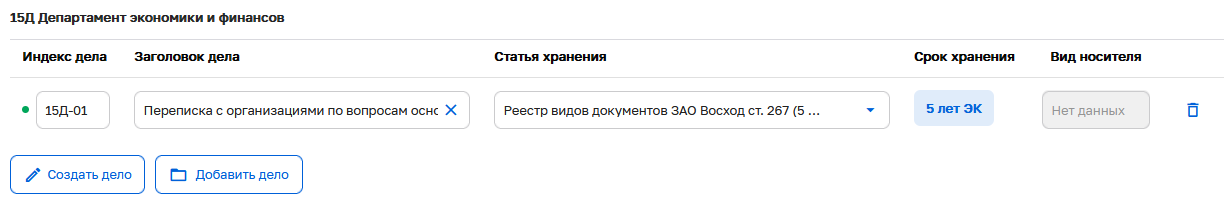 15Д Департамент экономики и финансов
Индекс дела Заголовок дела Статья хранения Срок хранения Вид носителя
15Д-01 Переписка с организациями по вопросам осно Реестр видов документов ЗАО Восход ст. 267 (5 ... 5 лет ЭК Нет данных
Создать дело Добавить дело